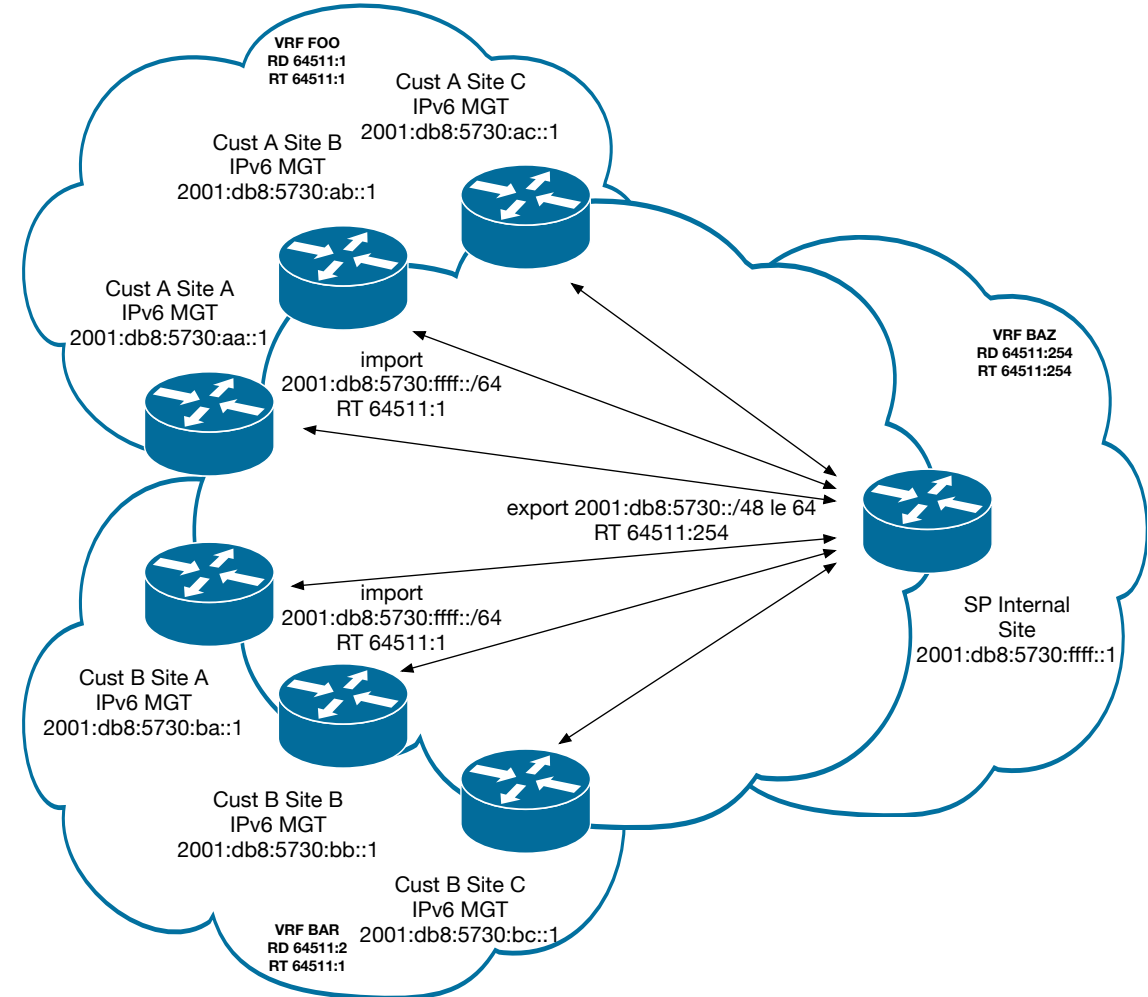 VRF FOO
RD 64511:1
RT 64511:1
Cust A Site C
IPv6 MGT
2001:db8:5730:ac::1
Cust A Site B
IPv6 MGT
2001:db8:5730:ab::1
Cust A Site A
IPv6 MGT
2001:db8:5730:aa::1
import
2001:db8:5730:ffff::/64
RT 64511:1
VRF BAZ
RD 64511:254
RT 64511:254
export 2001:db8:5730::/48 le 64
RT 64511:254
import
2001:db8:5730:ffff::/64
RT 64511:1
SP Internal
Site
2001:db8:5730:ffff::1
Cust B Site A
IPv6 MGT
2001:db8:5730:ba::1
Cust B Site B
IPv6 MGT
2001:db8:5730:bb::1
Cust B Site C
IPv6 MGT
2001:db8:5730:bc::1
VRF BAR
RD 64511:2
RT 64511:1